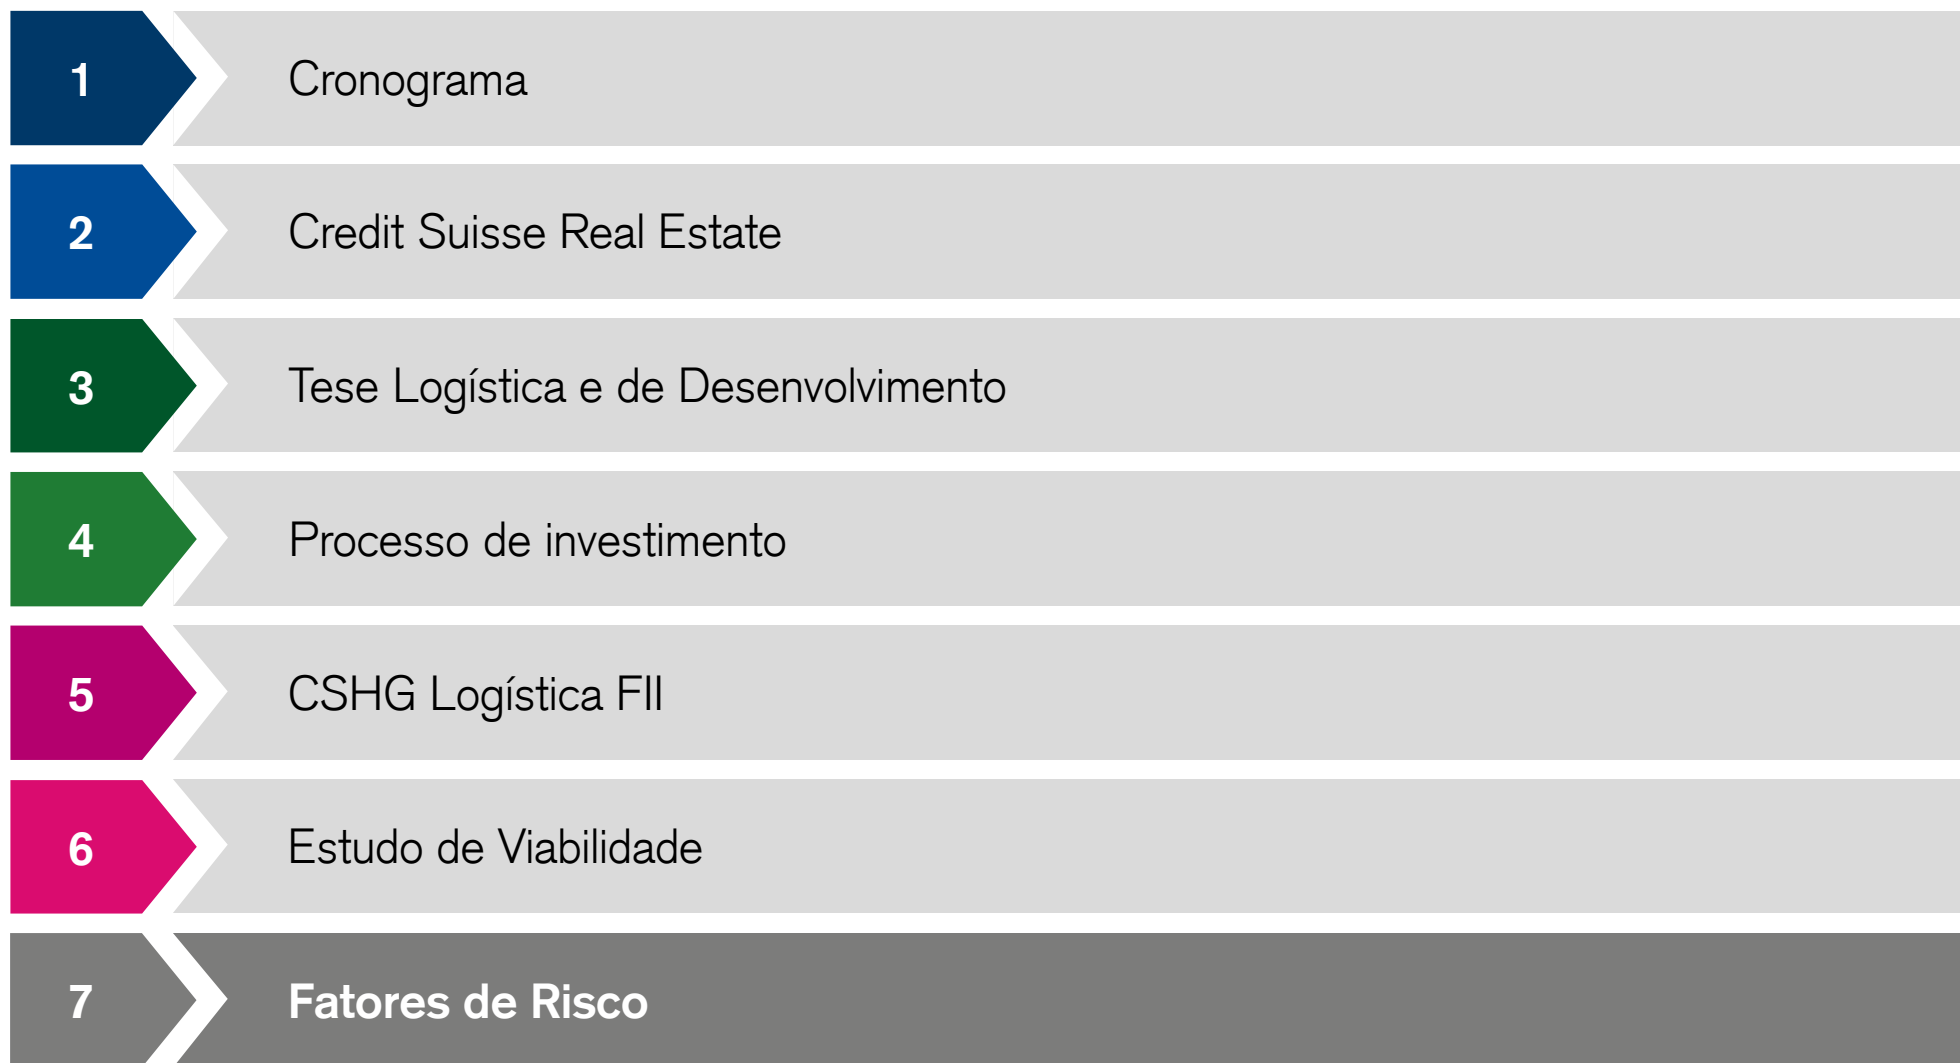 1 Cronograma
2 Credit Suisse Real Estate
3 Tese Logística e de Desenvolvimento
4 Processo de investimento
5 CSHG Logística FII
6 Estudo de Viabilidade
7 Fatores de Risco